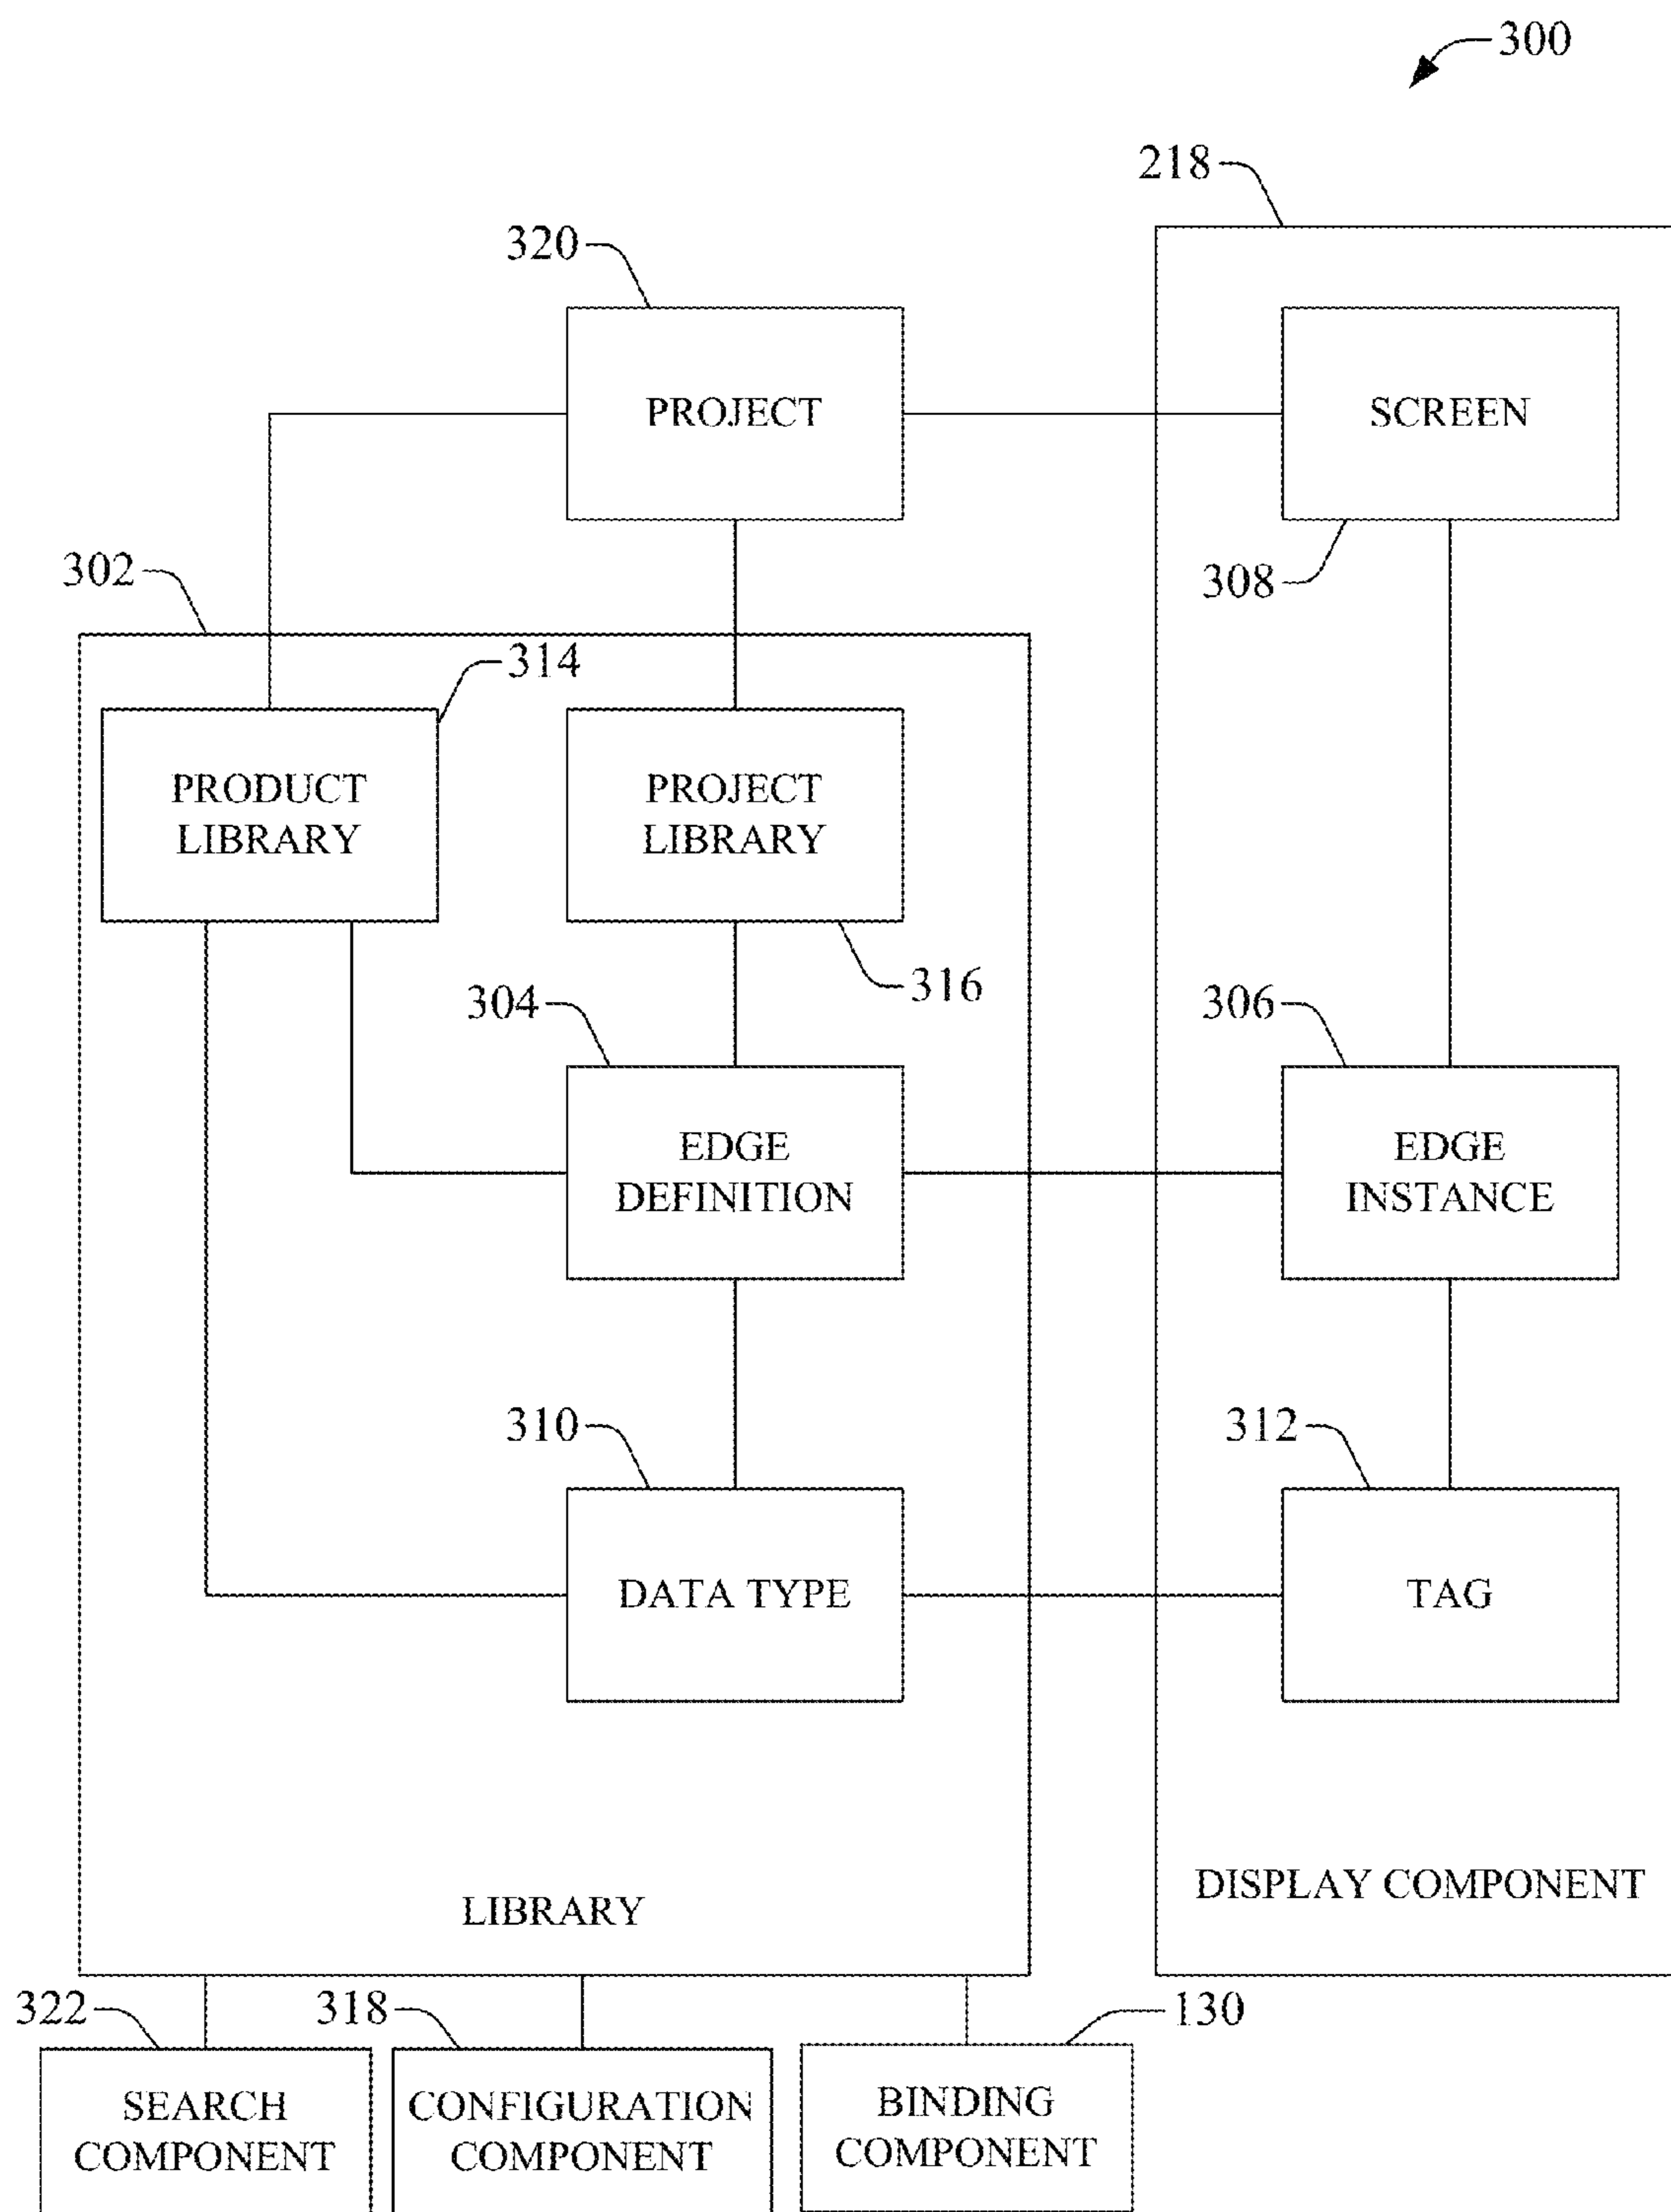 300
218
320
PROJECT
SCREEN
302
308
314
PRODUCT
LIBRARY
PROJECT
LIBRARY
316
304
306
EDGE
DEFINITION
EDGE
INSTANCE
310
312
DATA TYPE
TAG
DISPLAY COMPONENT
LIBRARY
322
318
130
SEARCH
COMPONENT
CONFIGURATION
COMPONENT
BINDING
COMPONENT